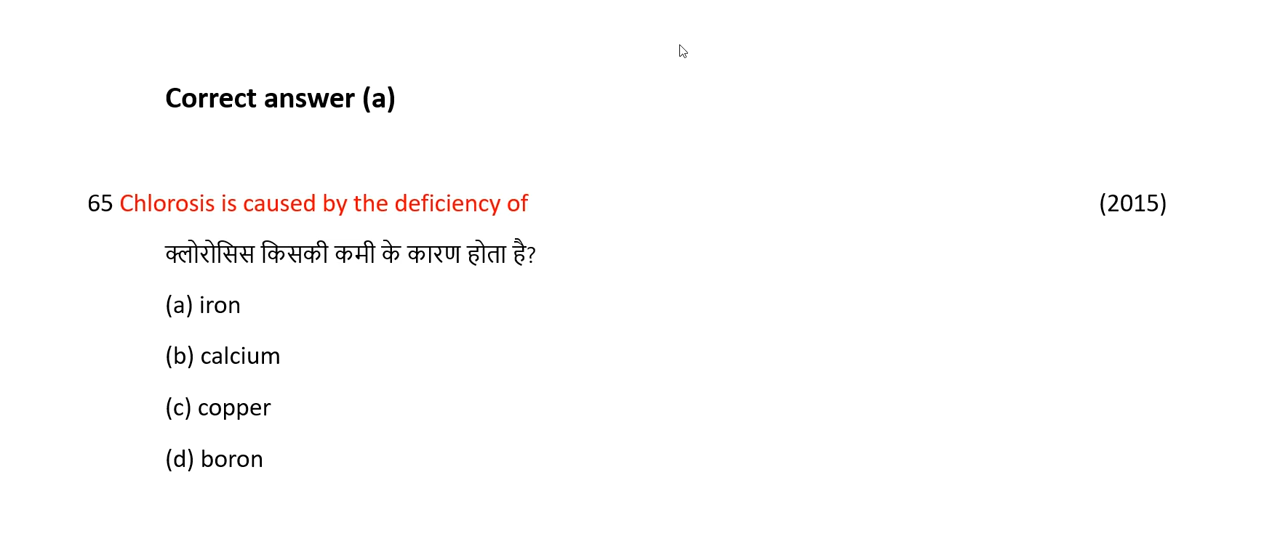 Correct answer (a)
65 Chlorosis is caused by the deficiency of (2015)
क्लोरोसिस किसकी कमी के कारण होता है?
(a) iron
(b) calcium
(c) copper
(d) boron